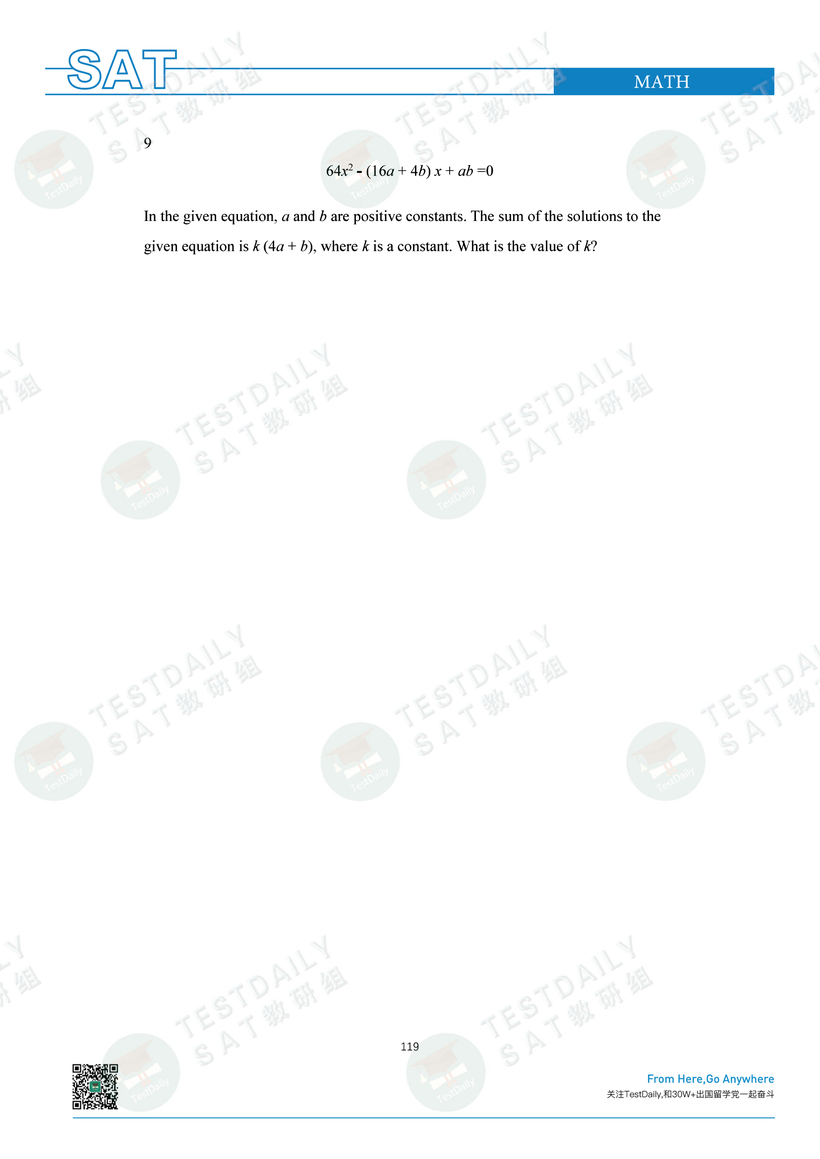 SAT
MATH
9
64x² - (16a + 4b) x + ab =0
In the given equation, a and b are positive constants. The sum of the solutions to the
given equation is k (4a + b), where k is a constant. What is the value of k?
TESTDAILY
SAT教研组
TestDaily
119
From Here,Go Anywhere
关注TestDaily,和30W+出国留学党一起奋斗